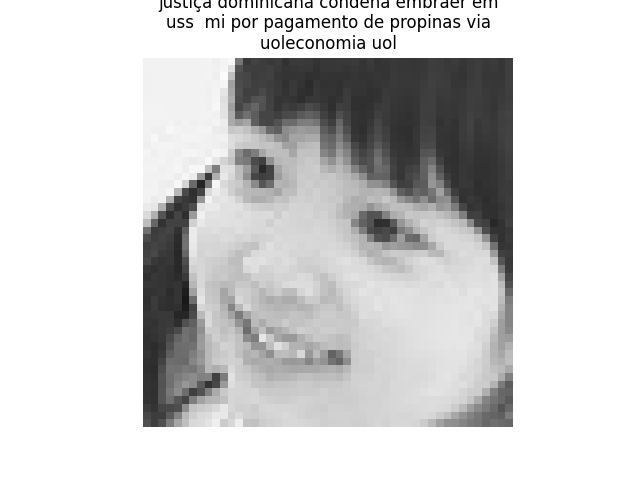 justiça dominicana condena embraer em
uss  mi por pagamento de propinas via
uoleconomia uol